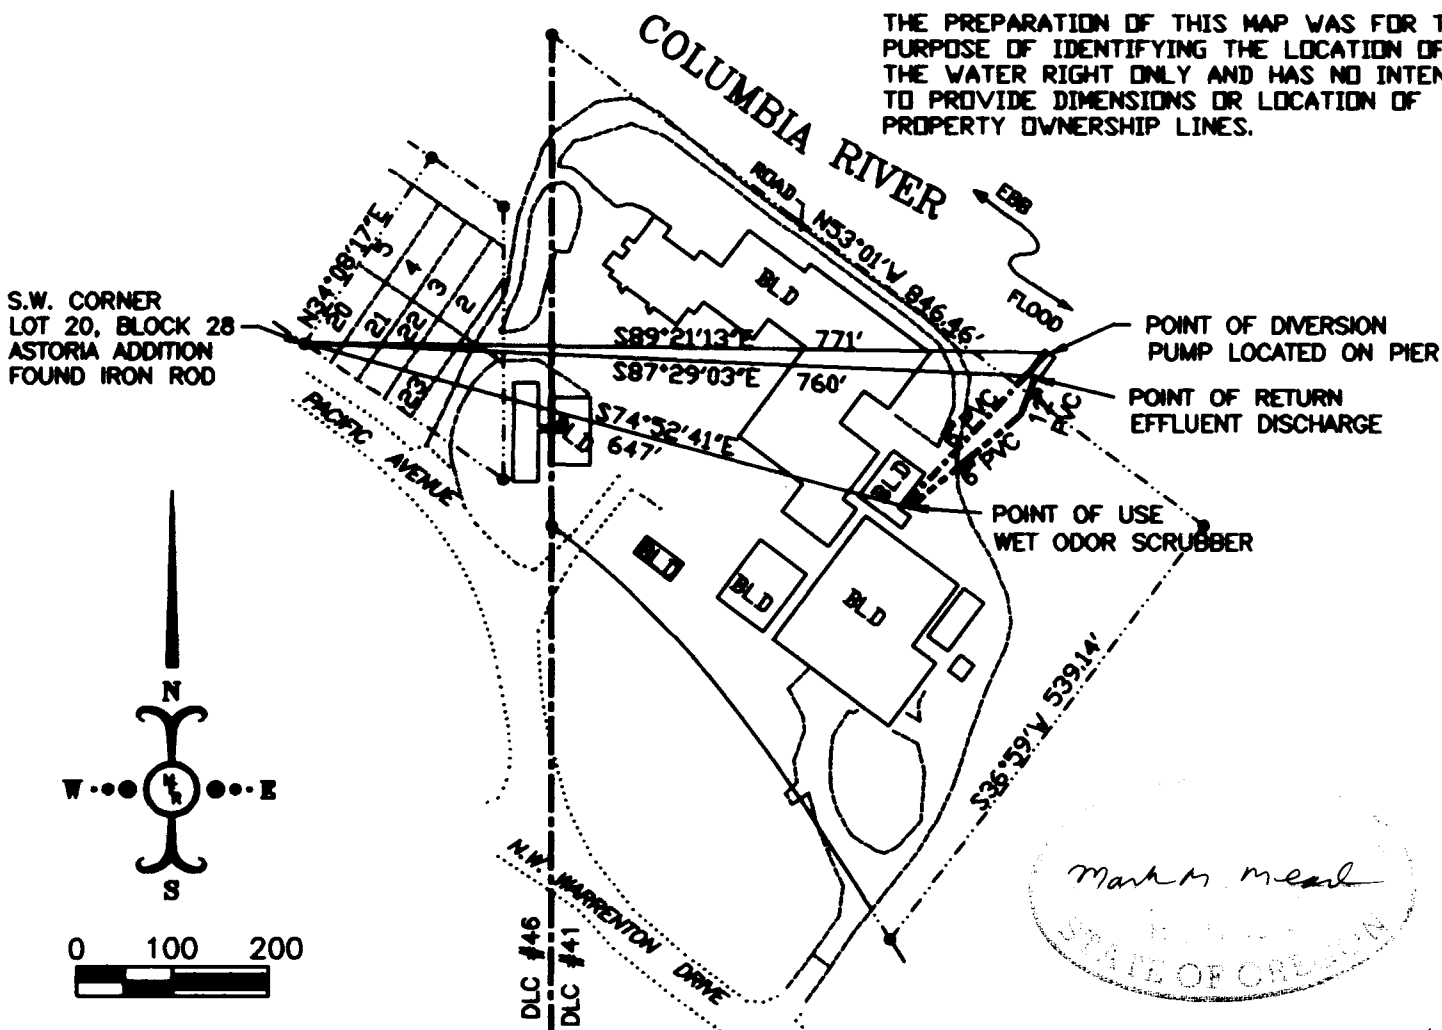 THE PREPARATION OF THIS MAP WAS FOR T
PURPOSE OF IDENTIFYING THE LOCATION OF
THE WATER RIGHT ONLY AND HAS NO INTEN
TO PROVIDE DIMENSIONS OR LOCATION OF
PROPERTY OWNERSHIP LINES.
COLUMBIA RIVER
EBB
FLOOD
ROAD
N53°01'W 846.46'
N34°08'17"E
5
4
3
2
20
21
22
23
S.W. CORNER
LOT 20, BLOCK 28
ASTORIA ADDITION
FOUND IRON ROD
BLD
S89°21'13"E 771'
S87°29'03"E 760'
S74°52'41"E
647'
POINT OF DIVERSION
PUMP LOCATED ON PIER
POINT OF RETURN
EFFLUENT DISCHARGE
PVC
6" PVC
12"
PVC
PACIFIC
AVENUE
BLD
BLD
POINT OF USE
WET ODOR SCRUBBER
BLD
BLD
BLD
S36°59'W 539.14'
N
W E
S
0 100 200
N.W. WARRENTON DRIVE
DLC #46
DLC #41
Mark M Mead
STATE OF OREGON